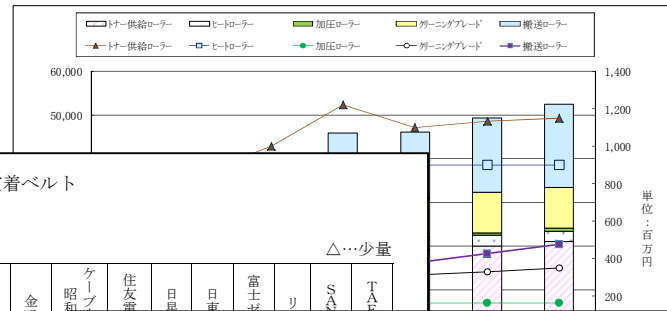 トナー供給ローラー ヒートローラー 加圧ローラー クリーニングブレード 搬送ローラー
トナー供給ローラー ヒートローラー 加圧ローラー クリーニングブレード 搬送ローラー
60,000
50,000
1,400
1,200
1,000
800
600
400
200
単位：百万円
着ベルト
△…少量
昭和
ケーブ
住友電
日星
日東
富士ゼ
リ
SAN